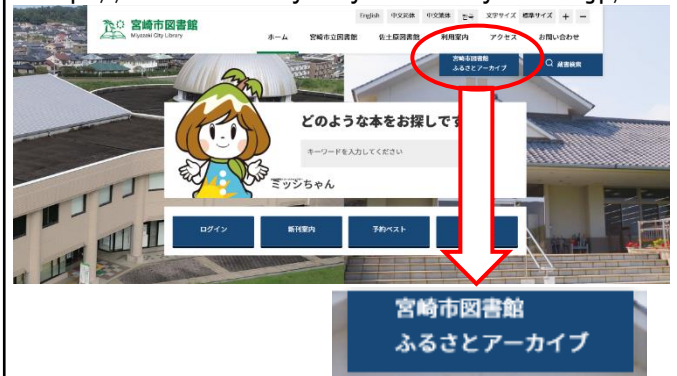 宮崎市図書館
Miyazaki City Library
English 中文简体 中文繁体 한국 文字サイズ 標準サイズ + −
ホーム 宮崎市立図書館 佐土原図書館 利用案内 アクセス お問い合わせ
宮崎市図書館
ふるさとアーカイブ
蔵書検索
どのような本をお探しです
キーワードを入力してください
ミッシちゃん
ログイン 新刊案内 予約ベスト
宮崎市図書館
ふるさとアーカイブ